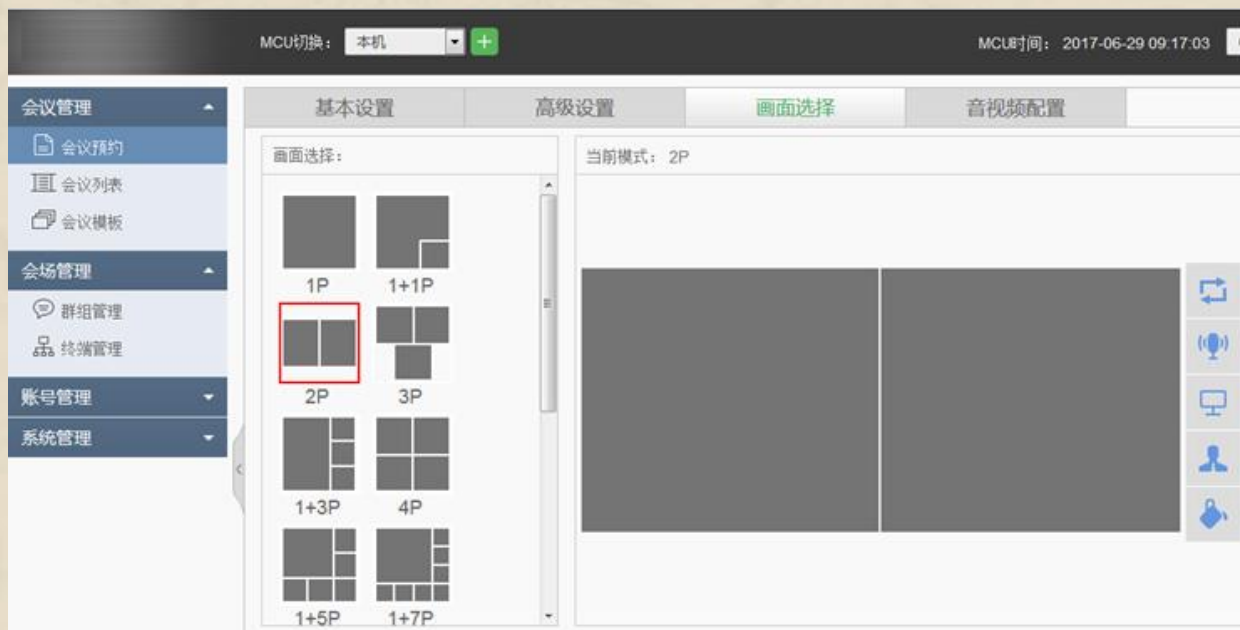 MCU切换： 本机 MCU时间： 2017-06-29 09:17:03
会议管理
会议预约
会议列表
会议模板
会场管理
群组管理
终端管理
账号管理
系统管理
基本设置 高级设置 画面选择 音视频配置
画面选择：
1P 1+1P
2P 3P
1+3P 4P
1+5P 1+7P
当前模式： 2P